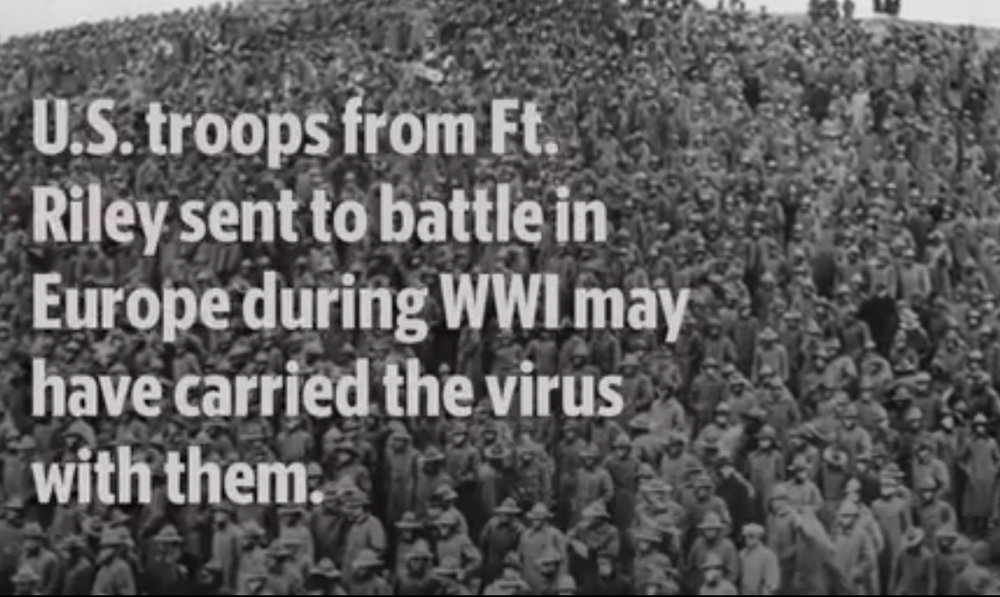 U.S. troops from Ft.
Riley sent to battle in
Europe during WWI may
have carried the virus
with them.